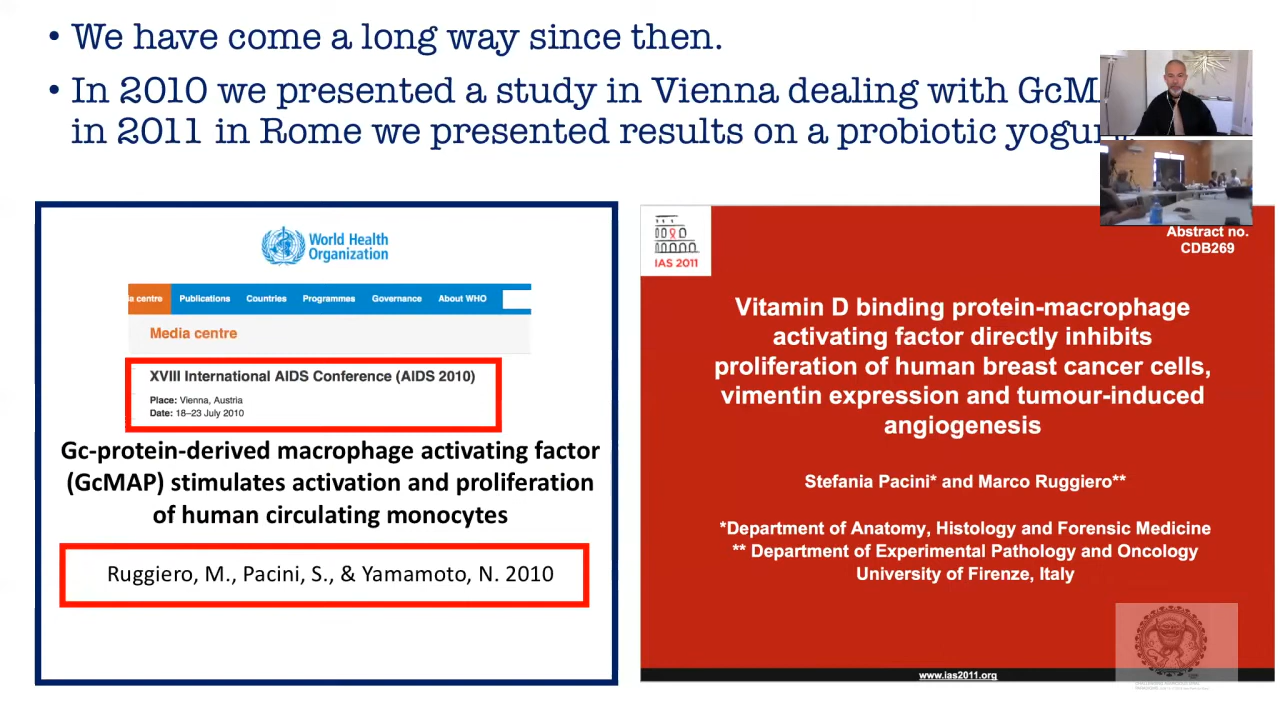 • We have come a long way since then.
• In 2010 we presented a study in Vienna dealing with GcM
in 2011 in Rome we presented results on a probiotic yogur
World Health
Organization
a centre Publications Countries Programmes Governance About WHO
Media centre
XVIII International AIDS Conference (AIDS 2010)
Place: Vienna, Austria
Date: 18–23 July 2010
Gc-protein-derived macrophage activating factor
(GcMAP) stimulates activation and proliferation
of human circulating monocytes
Ruggiero, M., Pacini, S., & Yamamoto, N. 2010
IAS 2011
Abstract no.
CDB269
Vitamin D binding protein-macrophage
activating factor directly inhibits
proliferation of human breast cancer cells,
vimentin expression and tumour-induced
angiogenesis
Stefania Pacini* and Marco Ruggiero**
*Department of Anatomy, Histology and Forensic Medicine
** Department of Experimental Pathology and Oncology
University of Firenze, Italy
www.ias2011.org